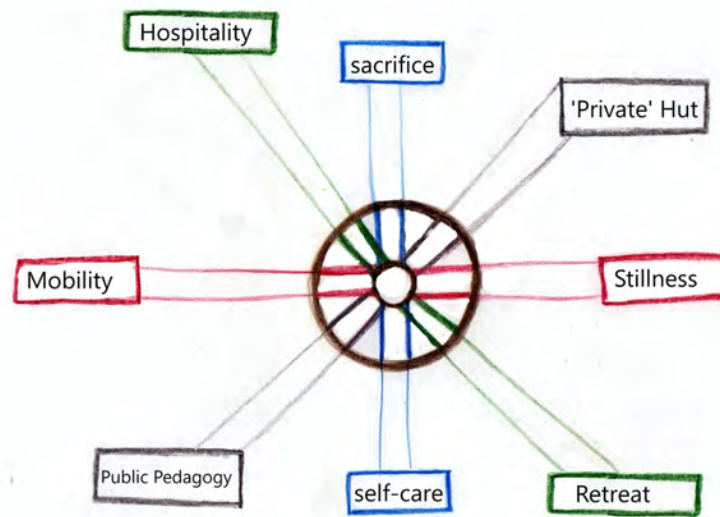 Hospitality
sacrifice
'Private' Hut
Mobility
Stillness
Public Pedagogy
self-care
Retreat